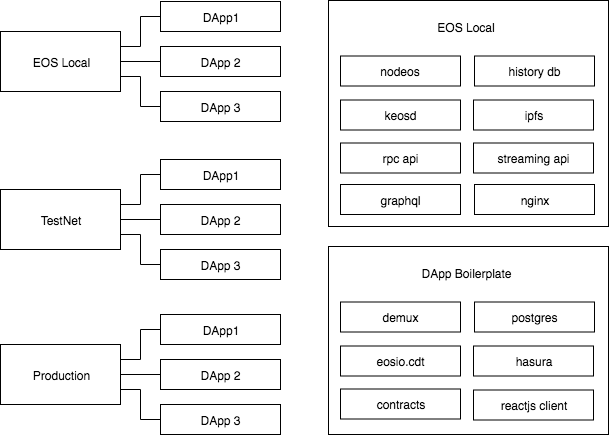 EOS Local
DApp1
DApp 2
DApp 3
TestNet
DApp1
DApp 2
DApp 3
Production
DApp1
DApp 2
DApp 3
EOS Local
nodeos
history db
keosd
ipfs
rpc api
streaming api
graphql
nginx
DApp Boilerplate
demux
postgres
eosio.cdt
hasura
contracts
reactjs client